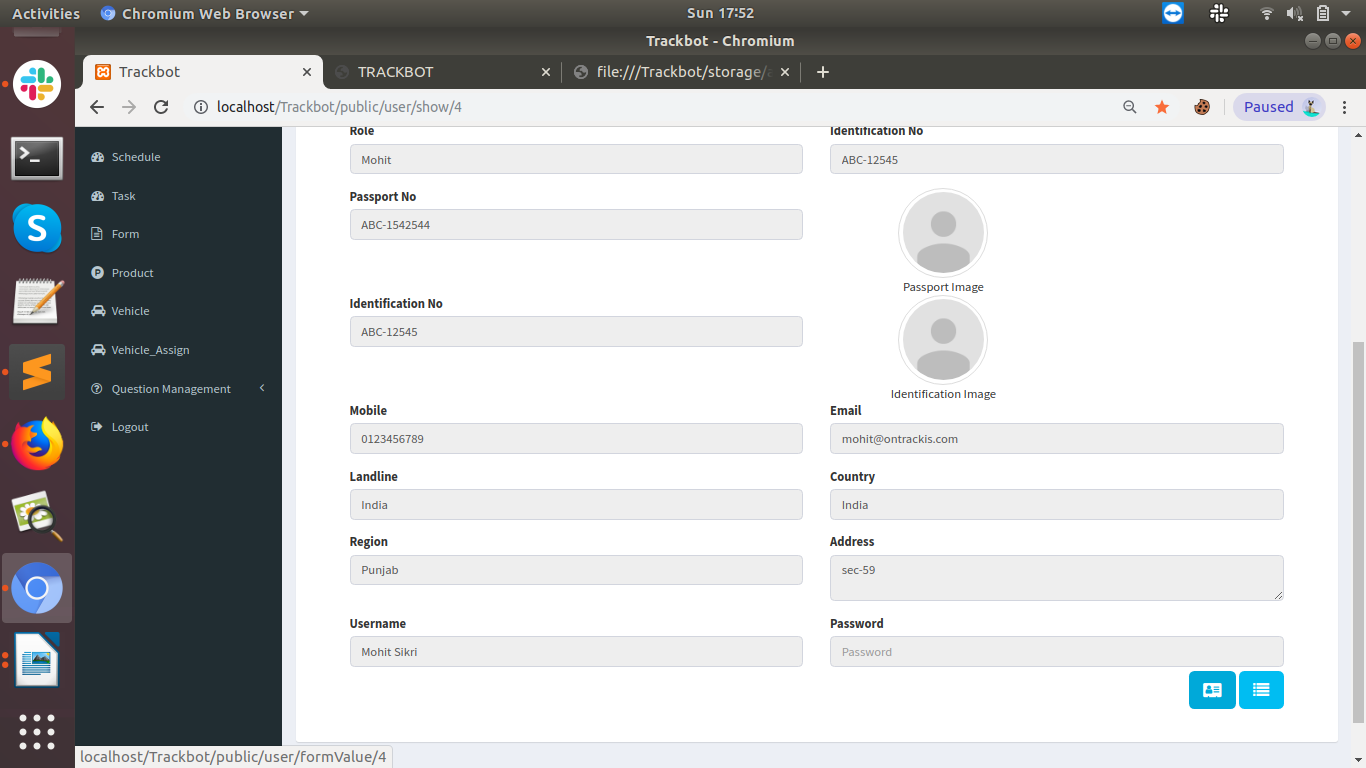 Activities
Chromium Web Browser
Sun 17:52
Trackbot - Chromium
Trackbot
TRACKBOT
file:///Trackbot/storage/
localhost/Trackbot/public/user/show/4
Paused
Schedule
Task
Form
Product
Vehicle
Vehicle_Assign
Question Management
Logout
Role
Identification No
Mohit
ABC-12545
Passport No
ABC-1542544
Passport Image
Identification No
ABC-12545
Identification Image
Mobile
Email
0123456789
mohit@ontrackis.com
Landline
Country
India
India
Region
Address
Punjab
sec-59
Username
Password
Mohit Sikri
Password
localhost/Trackbot/public/user/formValue/4